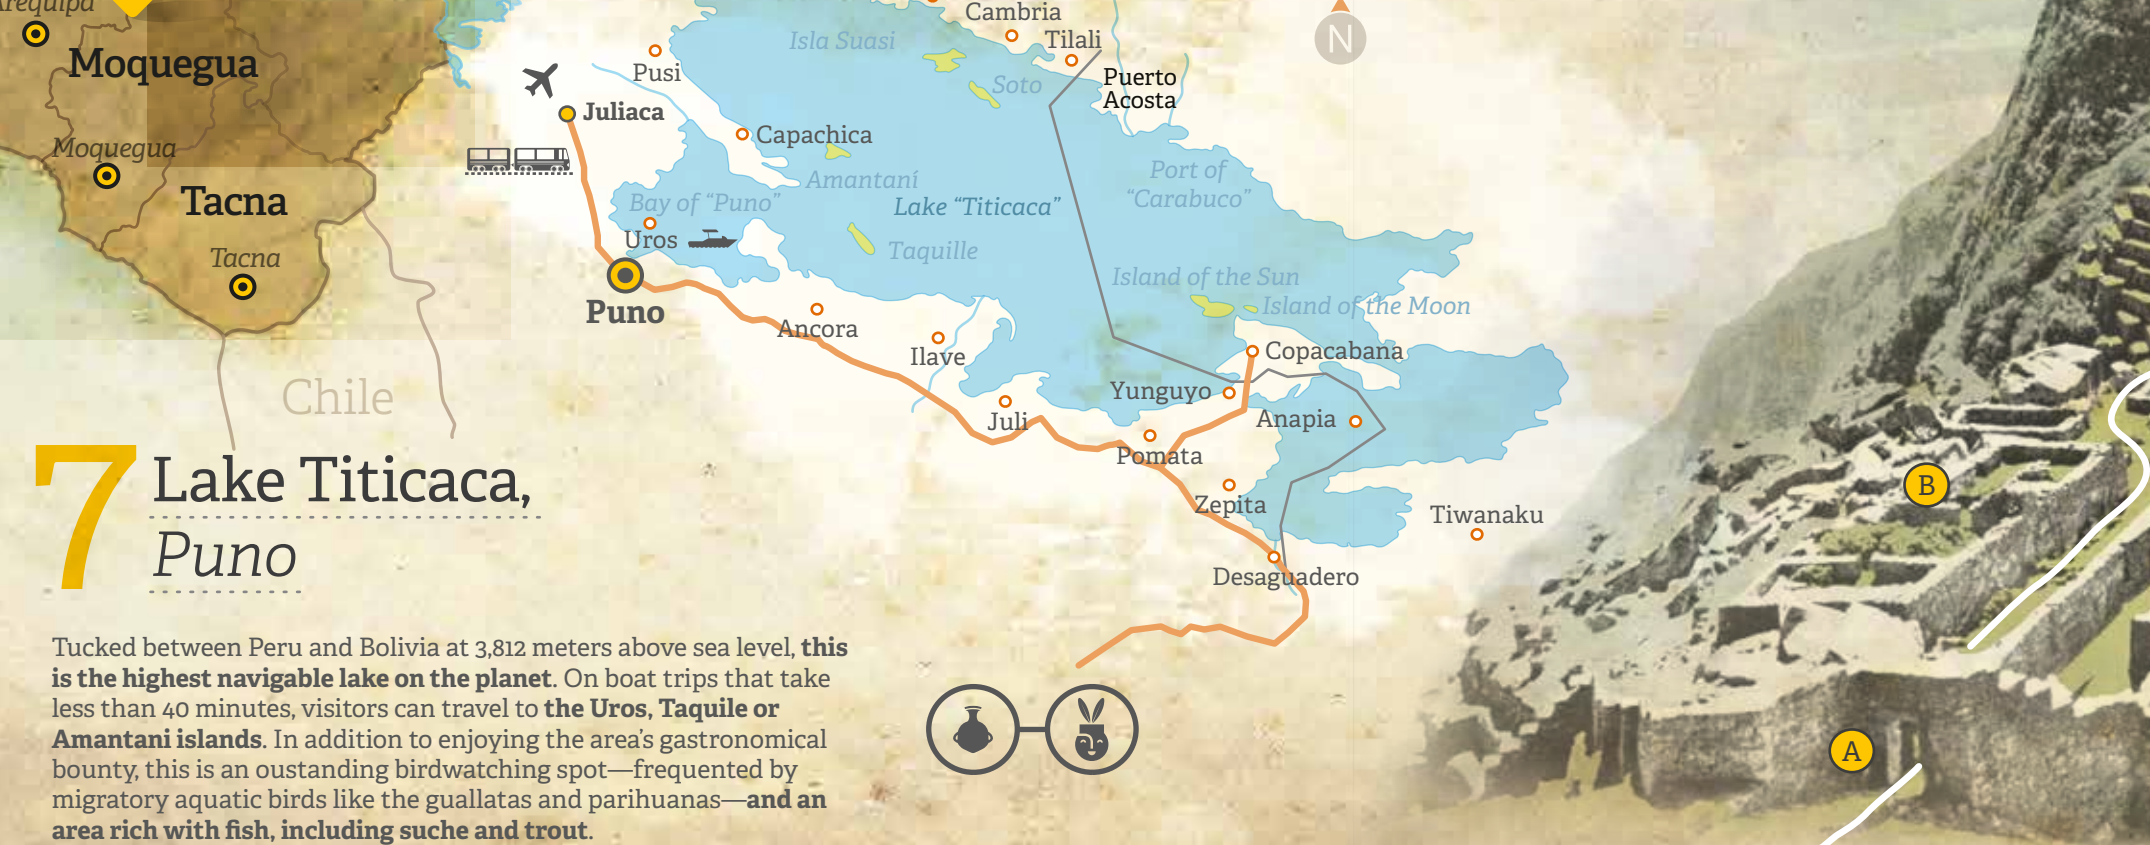 Arequipa
Moquegua
Moquegua
Tacna
Tacna
Chile
Cambria
Tilali
Isla Suasi
Soto
Puerto
Acosta
N
Pusi
Juliaca
Capachica
Amantaní
Port of
“Carabuco”
Bay of “Puno”
Lake “Titicaca”
Uros
Taquille
Puno
Island of the Sun
Island of the Moon
Ancora
Ilave
Copacabana
Yunguyo
Juli
Anapia
Pomata
Zepita
Tiwanaku
Desaguadero
B
A
7
Lake Titicaca,
Puno
Tucked between Peru and Bolivia at 3,812 meters above sea level, this
is the highest navigable lake on the planet. On boat trips that take
less than 40 minutes, visitors can travel to the Uros, Taquile or
Amantani islands. In addition to enjoying the area’s gastronomical
bounty, this is an oustanding birdwatching spot—frequented by
migratory aquatic birds like the guallatas and parihuanas—and an
area rich with fish, including suche and trout.